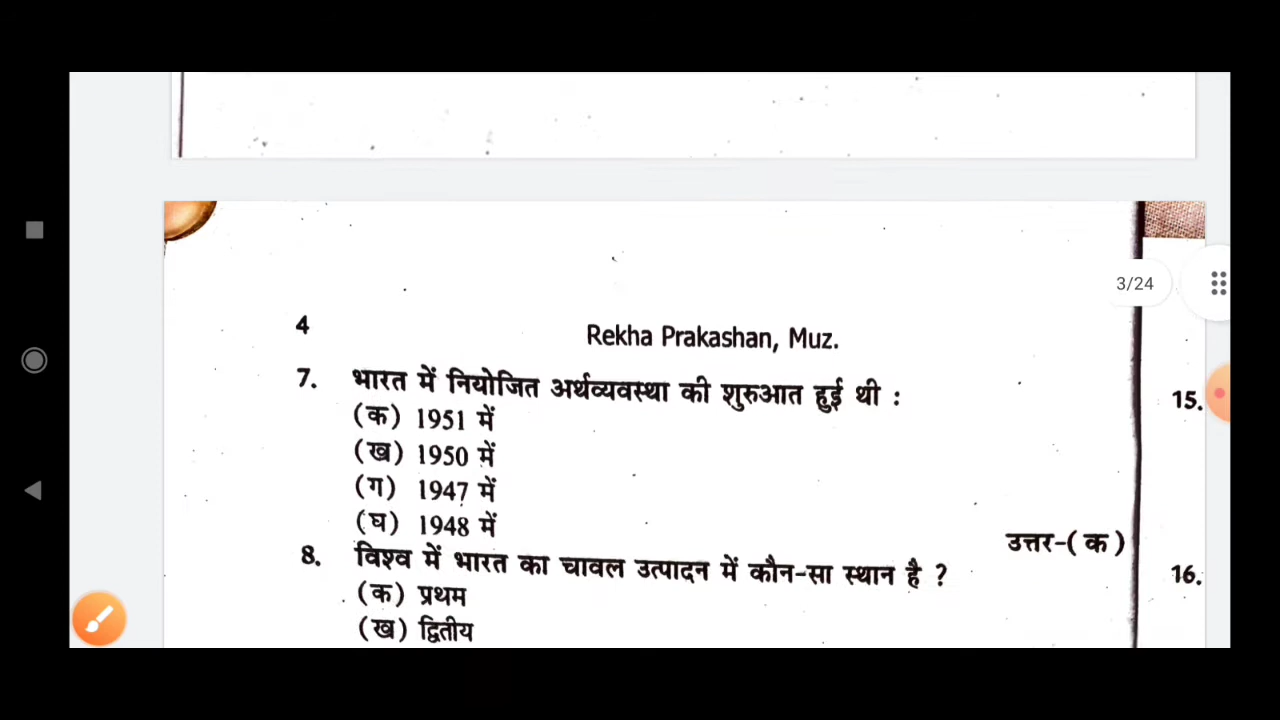 3/24
4
Rekha Prakashan, Muz.
7. भारत में नियोजित अर्थव्यवस्था की शुरुआत हुई थी :
(क) 1951 में
(ख) 1950 में
(ग) 1947 में
(घ) 1948 में
उत्तर-(क)
8. विश्व में भारत का चावल उत्पादन में कौन-सा स्थान है ?
(क) प्रथम
(ख) द्वितीय
15.
16.